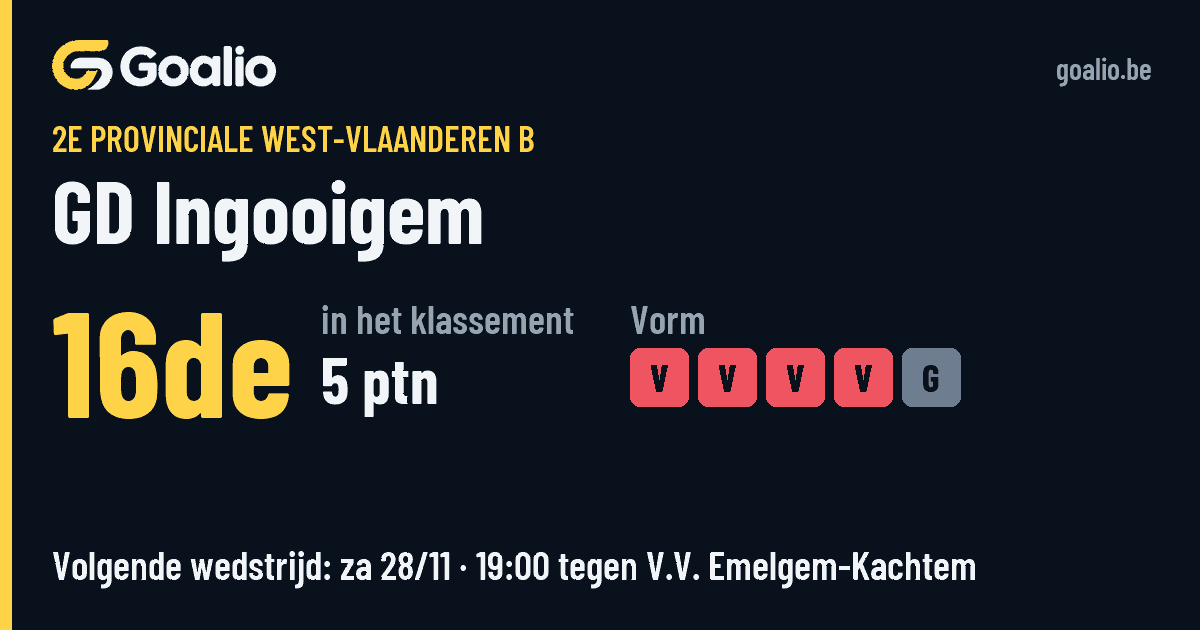 Goalio
goalio.be
2E PROVINCIALE WEST-VLAANDEREN B
GD Ingooigem
16de
in het klassement
5 ptn
Vorm
V V V V G
Volgende wedstrijd: za 28/11 · 19:00 tegen V.V. Emelgem-Kachtem